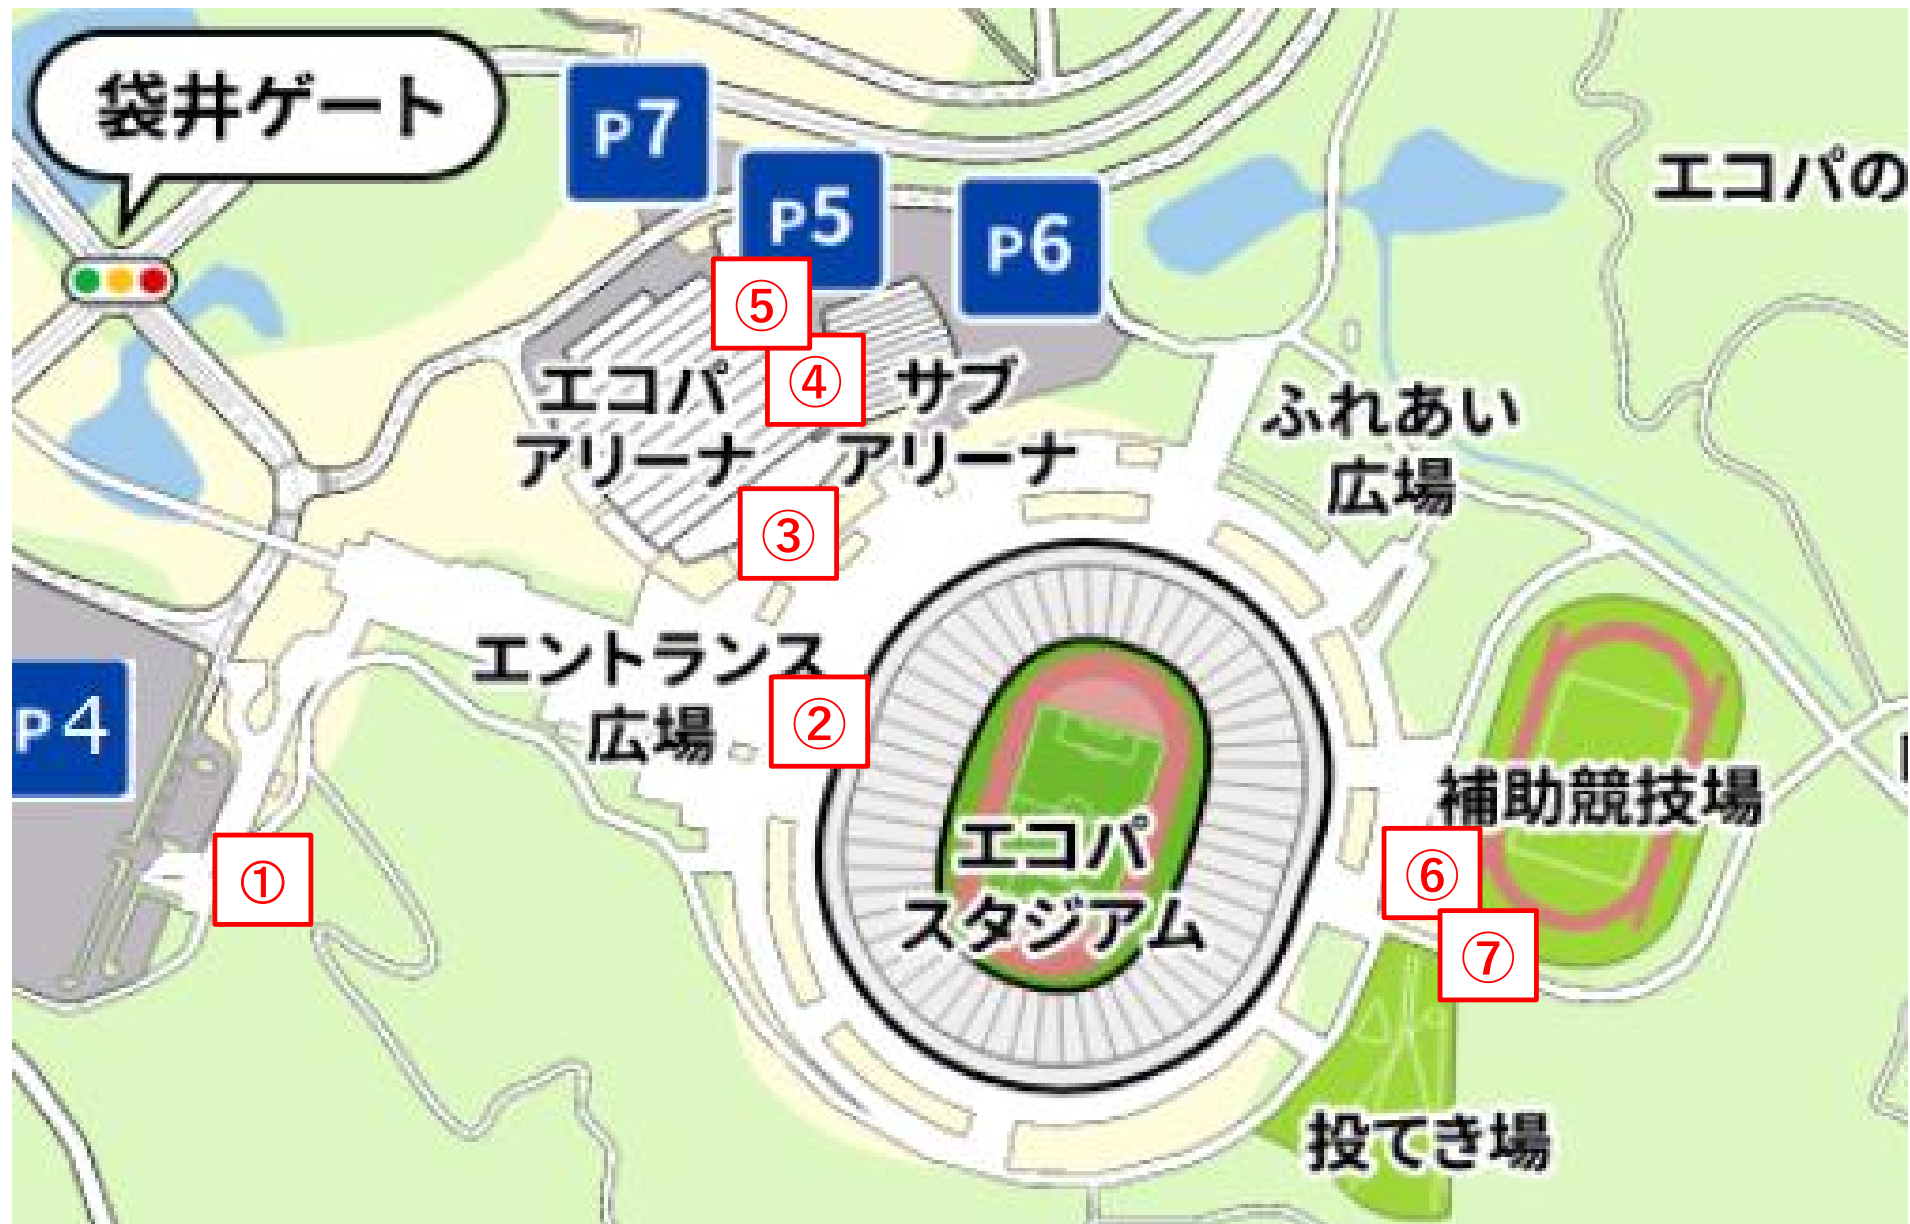 袋井ゲート
P7
P5
P6
エコパの
⑤
④
エコパ
アリーナ
サブ
アリーナ
ふれあい
広場
③
エントランス
広場
②
P4
①
エコパ
スタジアム
補助競技場
⑥
⑦
投てき場